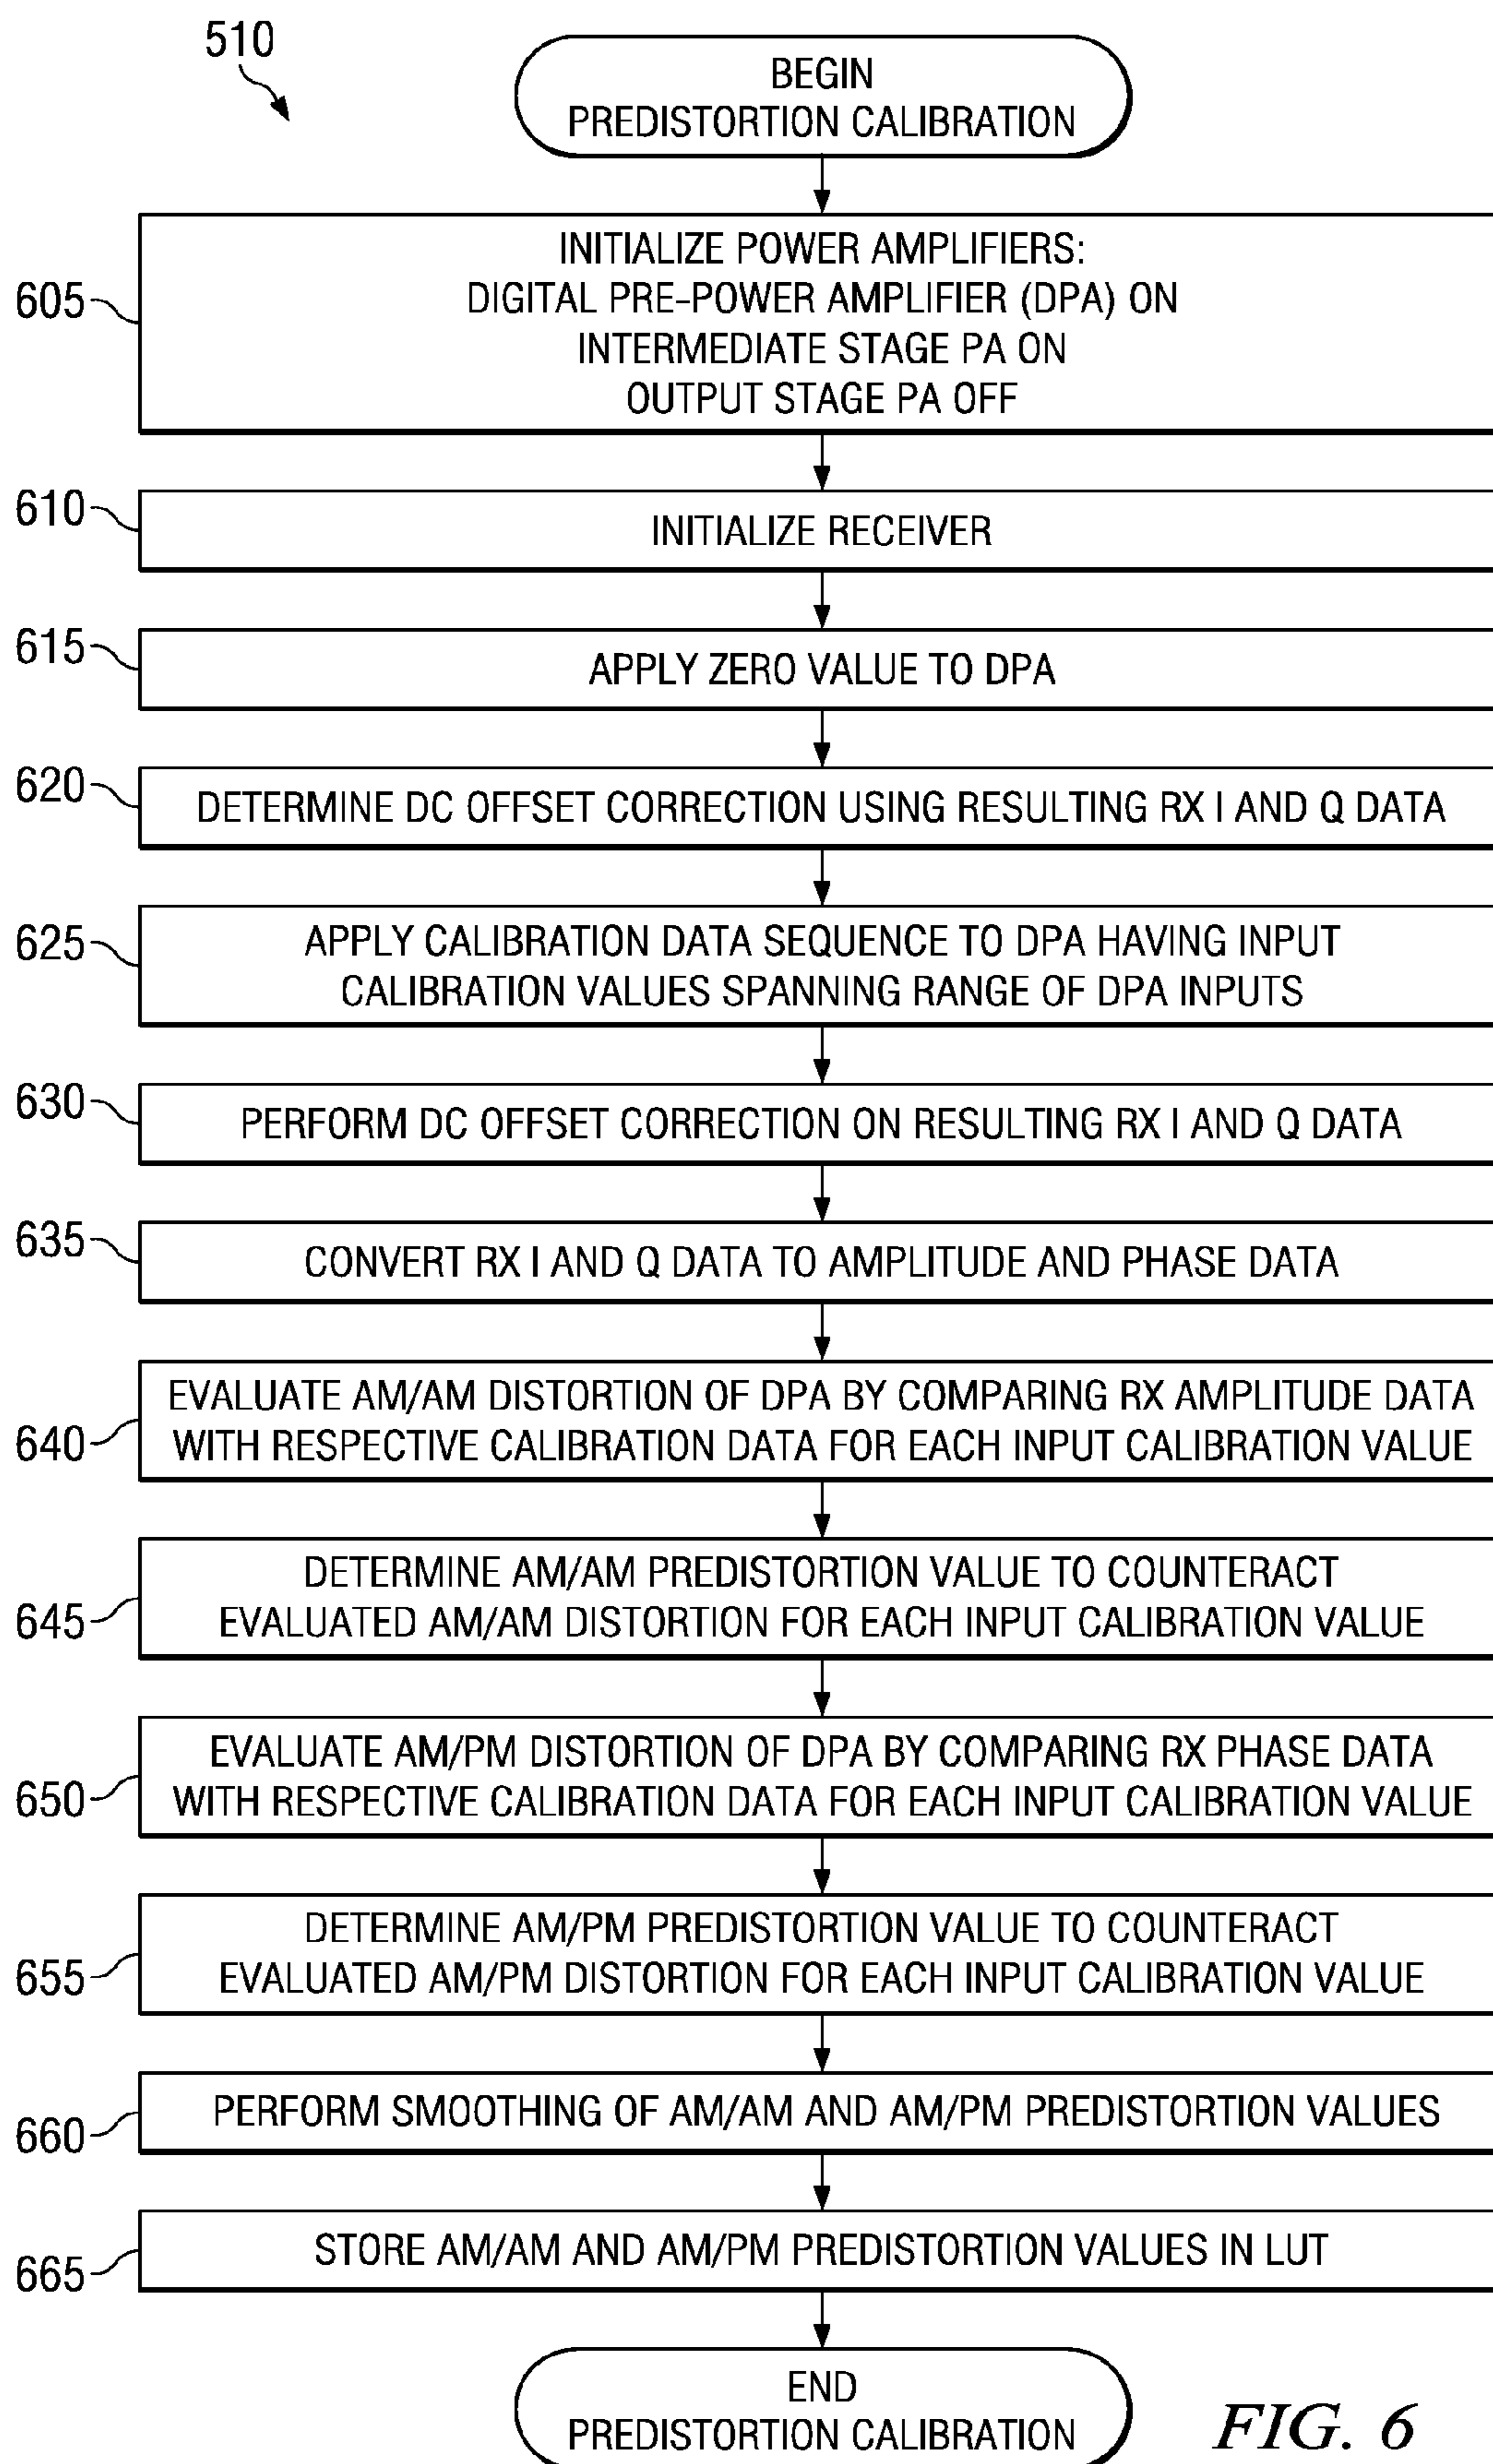 510
BEGIN
PREDISTORTION CALIBRATION
605
INITIALIZE POWER AMPLIFIERS:
DIGITAL PRE-POWER AMPLIFIER (DPA) ON
INTERMEDIATE STAGE PA ON
OUTPUT STAGE PA OFF
610
INITIALIZE RECEIVER
615
APPLY ZERO VALUE TO DPA
620
DETERMINE DC OFFSET CORRECTION USING RESULTING RX I AND Q DATA
625
APPLY CALIBRATION DATA SEQUENCE TO DPA HAVING INPUT
CALIBRATION VALUES SPANNING RANGE OF DPA INPUTS
630
PERFORM DC OFFSET CORRECTION ON RESULTING RX I AND Q DATA
635
CONVERT RX I AND Q DATA TO AMPLITUDE AND PHASE DATA
640
EVALUATE AM/AM DISTORTION OF DPA BY COMPARING RX AMPLITUDE DATA
WITH RESPECTIVE CALIBRATION DATA FOR EACH INPUT CALIBRATION VALUE
645
DETERMINE AM/AM PREDISTORTION VALUE TO COUNTERACT
EVALUATED AM/AM DISTORTION FOR EACH INPUT CALIBRATION VALUE
650
EVALUATE AM/PM DISTORTION OF DPA BY COMPARING RX PHASE DATA
WITH RESPECTIVE CALIBRATION DATA FOR EACH INPUT CALIBRATION VALUE
655
DETERMINE AM/PM PREDISTORTION VALUE TO COUNTERACT
EVALUATED AM/PM DISTORTION FOR EACH INPUT CALIBRATION VALUE
660
PERFORM SMOOTHING OF AM/AM AND AM/PM PREDISTORTION VALUES
665
STORE AM/AM AND AM/PM PREDISTORTION VALUES IN LUT
END
PREDISTORTION CALIBRATION
FIG. 6